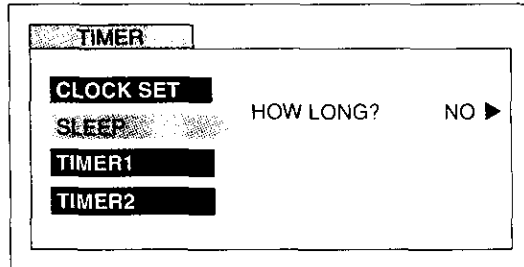 TIMER
CLOCK SET
SLEEP
HOW LONG? NO ▶
TIMER1
TIMER2